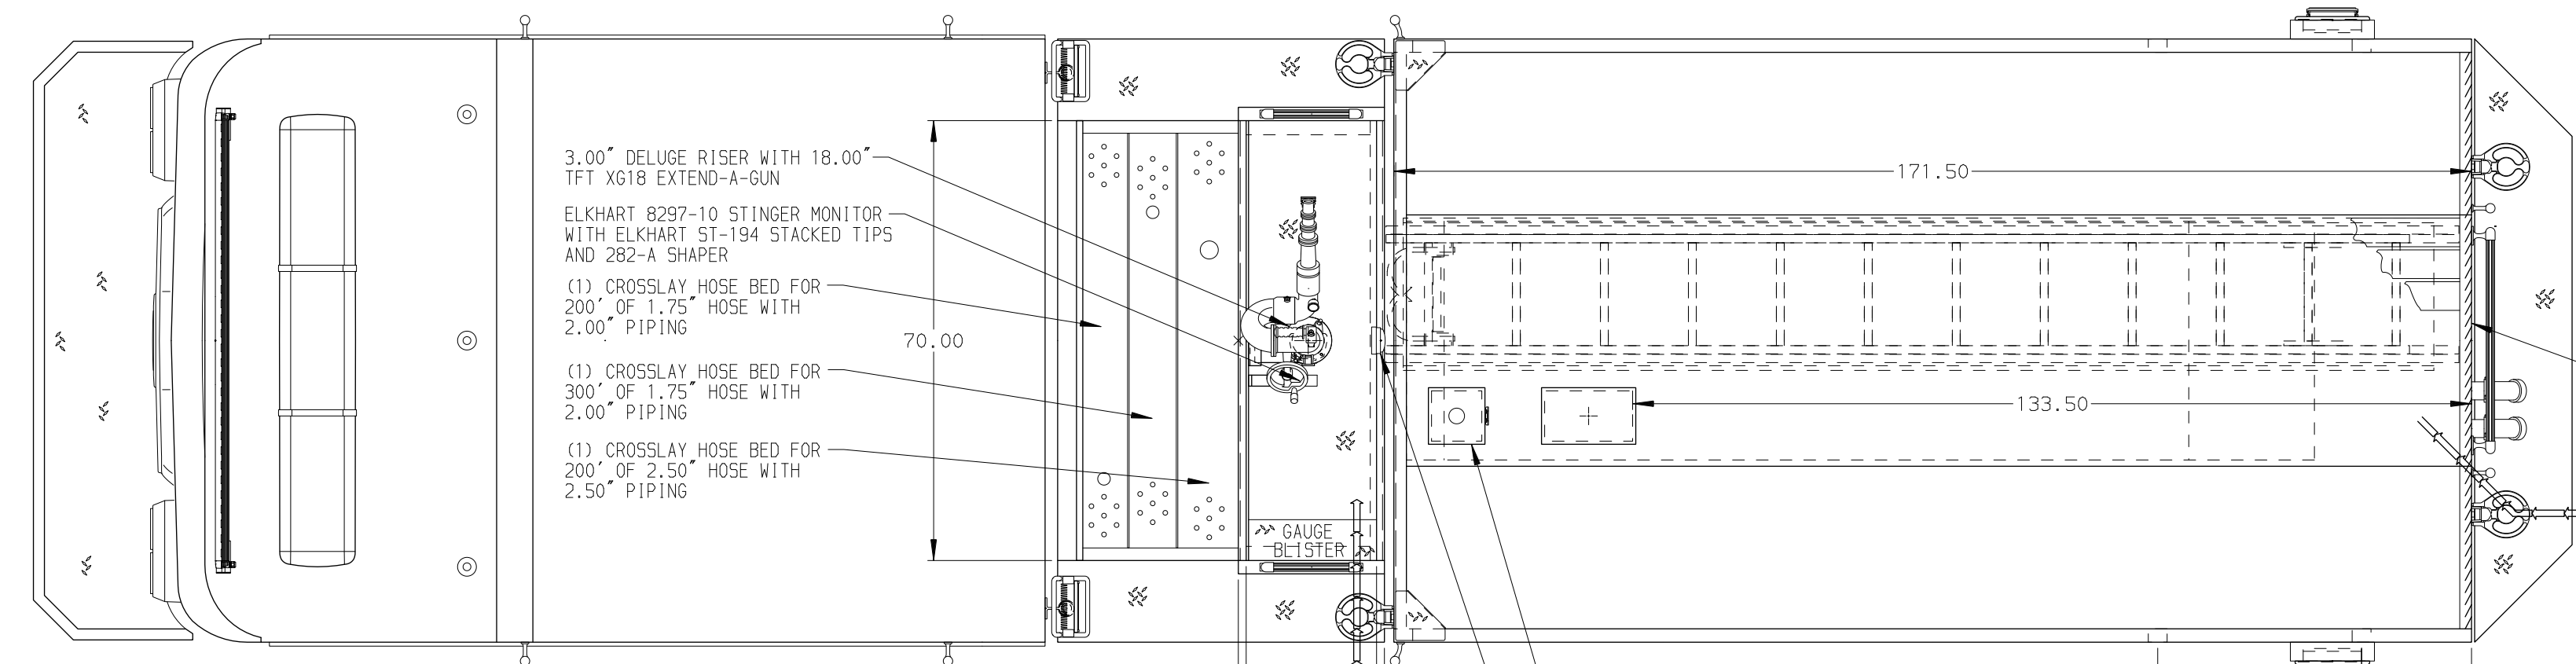 3.00" DELUGE RISER WITH 18.00"
TFT XG18 EXTEND-A-GUN
ELKHART 8297-10 STINGER MONITOR
WITH ELKHART ST-194 STACKED TIPS
AND 282-A SHAPER
(1) CROSSLAY HOSE BED FOR
200' OF 1.75" HOSE WITH
2.00" PIPING
(1) CROSSLAY HOSE BED FOR
300' OF 1.75" HOSE WITH
2.00" PIPING
(1) CROSSLAY HOSE BED FOR
200' OF 2.50" HOSE WITH
2.50" PIPING
70.00
GAUGE
BLISTER
171.50
133.50